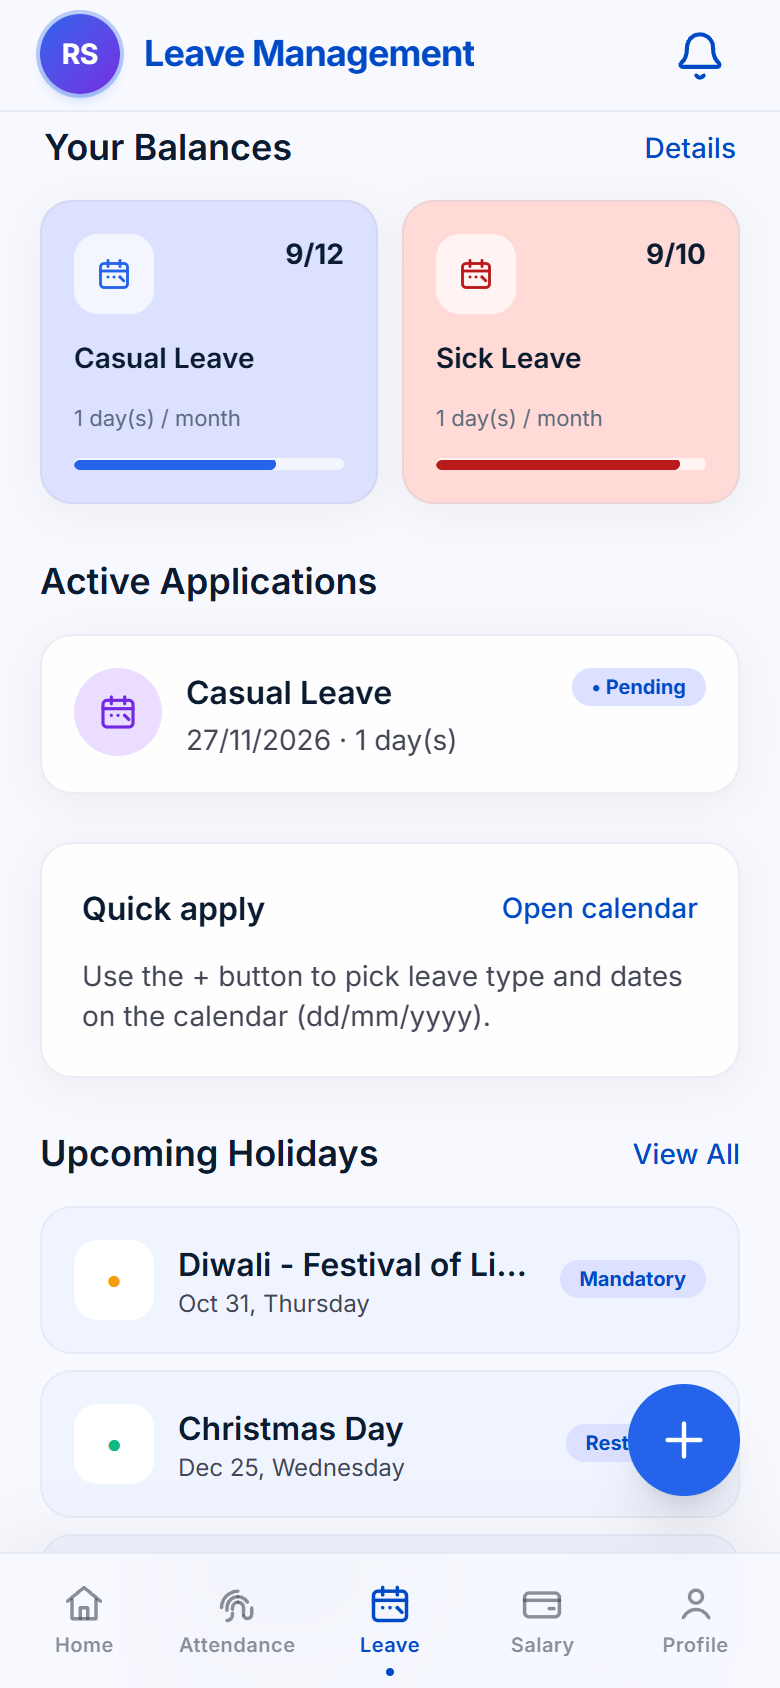 RS
Leave Management
Your Balances
Details
9/12
Casual Leave
1 day(s) / month
9/10
Sick Leave
1 day(s) / month
Active Applications
Casual Leave
• Pending
27/11/2026 · 1 day(s)
Quick apply
Open calendar
Use the + button to pick leave type and dates
on the calendar (dd/mm/yyyy).
Upcoming Holidays
View All
Diwali - Festival of Li...
Oct 31, Thursday
Mandatory
Christmas Day
Dec 25, Wednesday
Rest
Home
Attendance
Leave
Salary
Profile